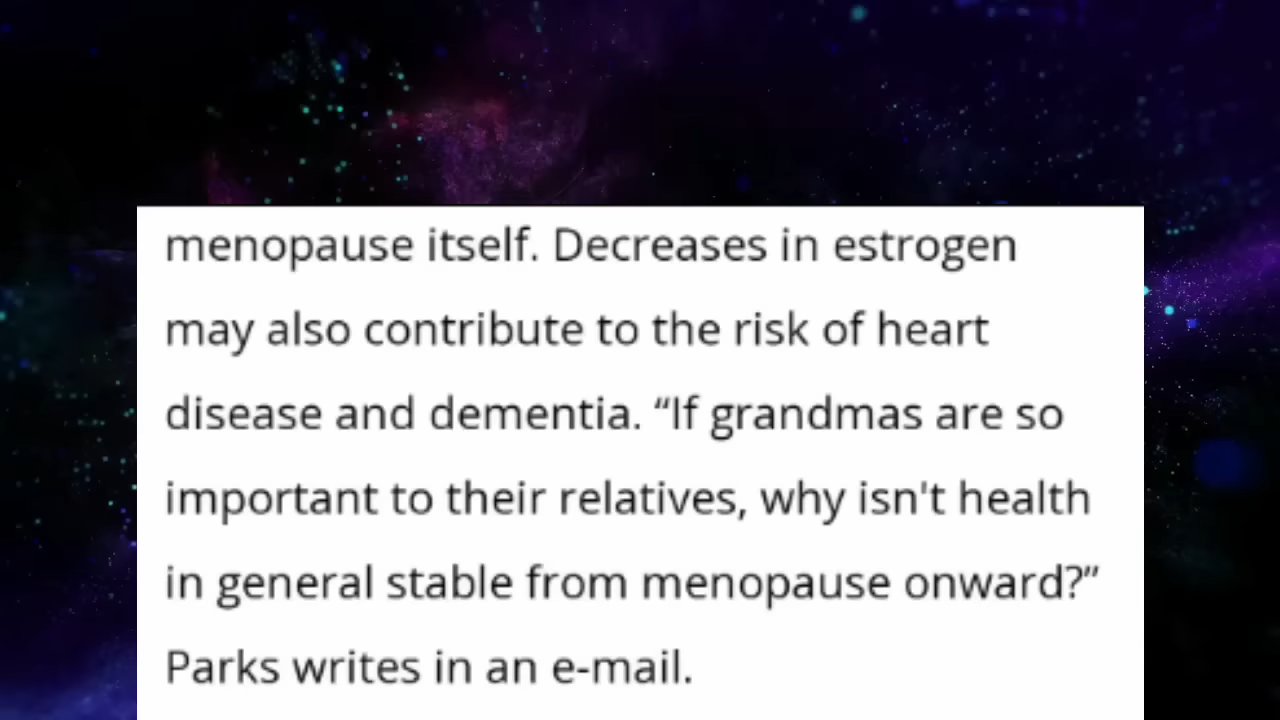 menopause itself. Decreases in estrogen
may also contribute to the risk of heart
disease and dementia. “If grandmas are so
important to their relatives, why isn't health
in general stable from menopause onward?”
Parks writes in an e-mail.